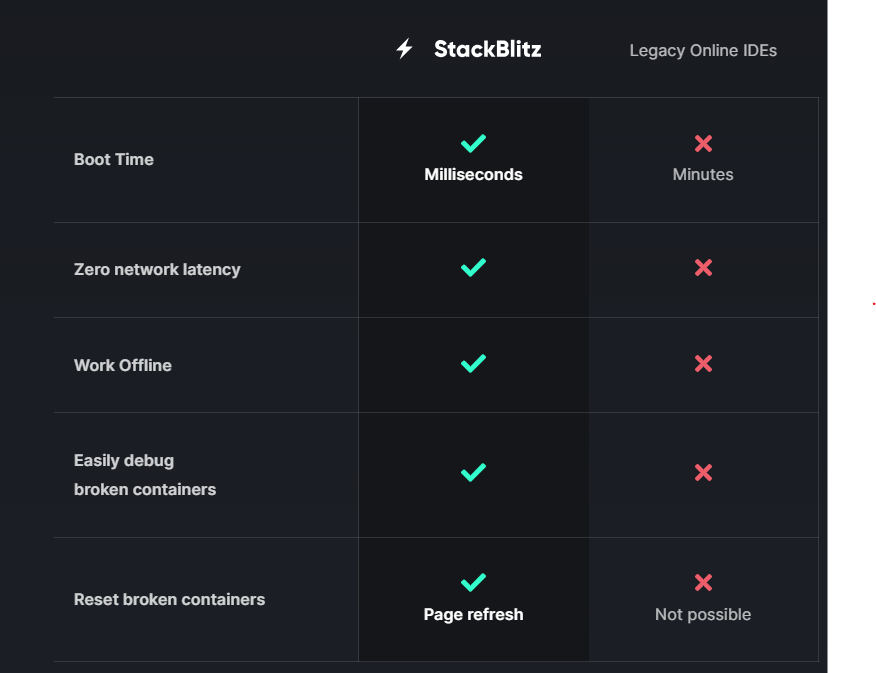 StackBlitz Legacy Online IDEs
Boot Time
Milliseconds Minutes
Zero network latency
Work Offline
Easily debug
broken containers
Reset broken containers
Page refresh Not possible